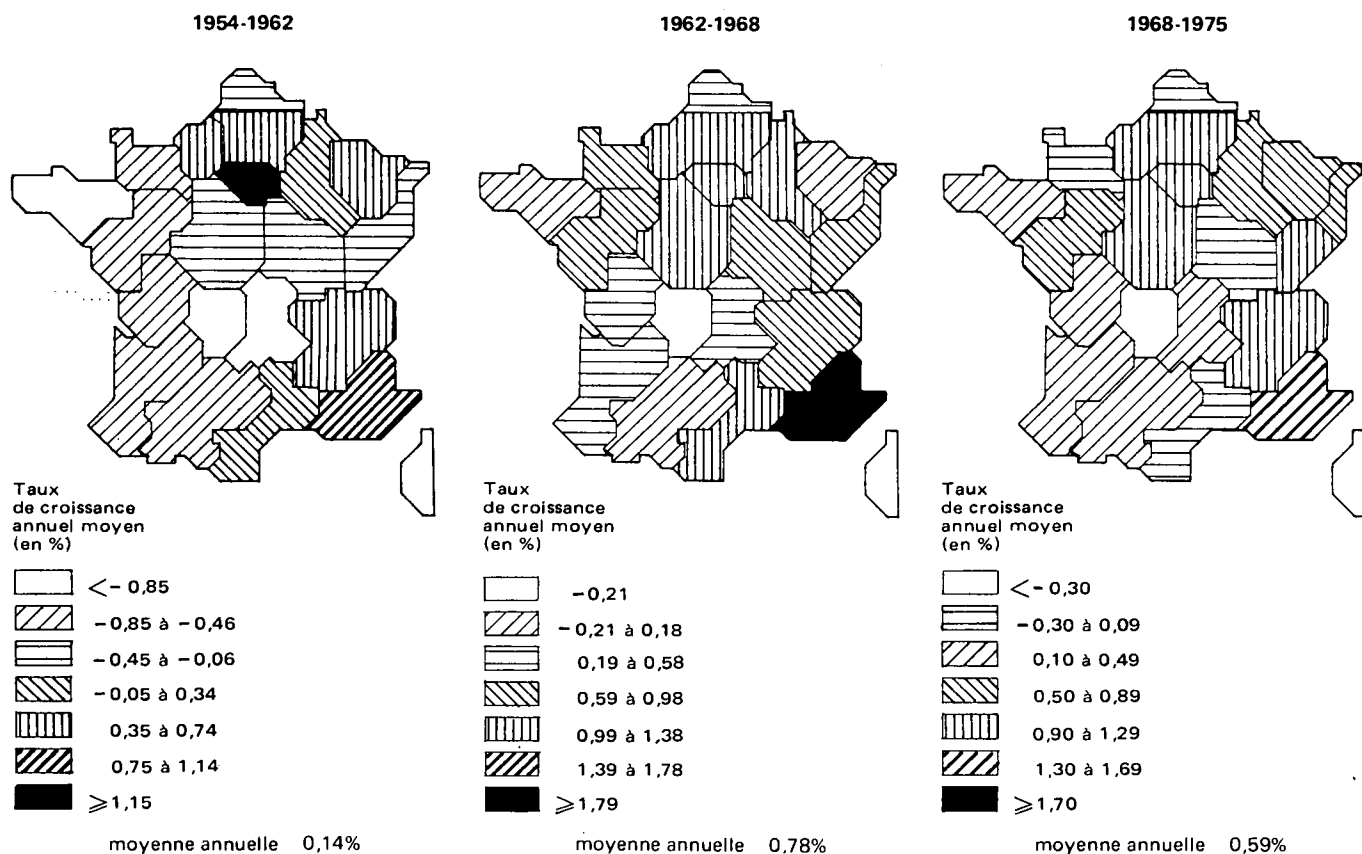 1954-1962
Taux
de croissance
annuel moyen
(en %)
< - 0,85
- 0,85 à - 0,46
- 0,45 à - 0,06
- 0,05 à 0,34
0,35 à 0,74
0,75 à 1,14
⩾ 1,15
moyenne annuelle 0,14%
1962-1968
Taux
de croissance
annuel moyen
(en %)
- 0,21
- 0,21 à 0,18
0,19 à 0,58
0,59 à 0,98
0,99 à 1,38
1,39 à 1,78
⩾ 1,79
moyenne annuelle 0,78%
1968-1975
Taux
de croissance
annuel moyen
(en %)
< - 0,30
- 0,30 à 0,09
0,10 à 0,49
0,50 à 0,89
0,90 à 1,29
1,30 à 1,69
⩾ 1,70
moyenne annuelle 0,59%